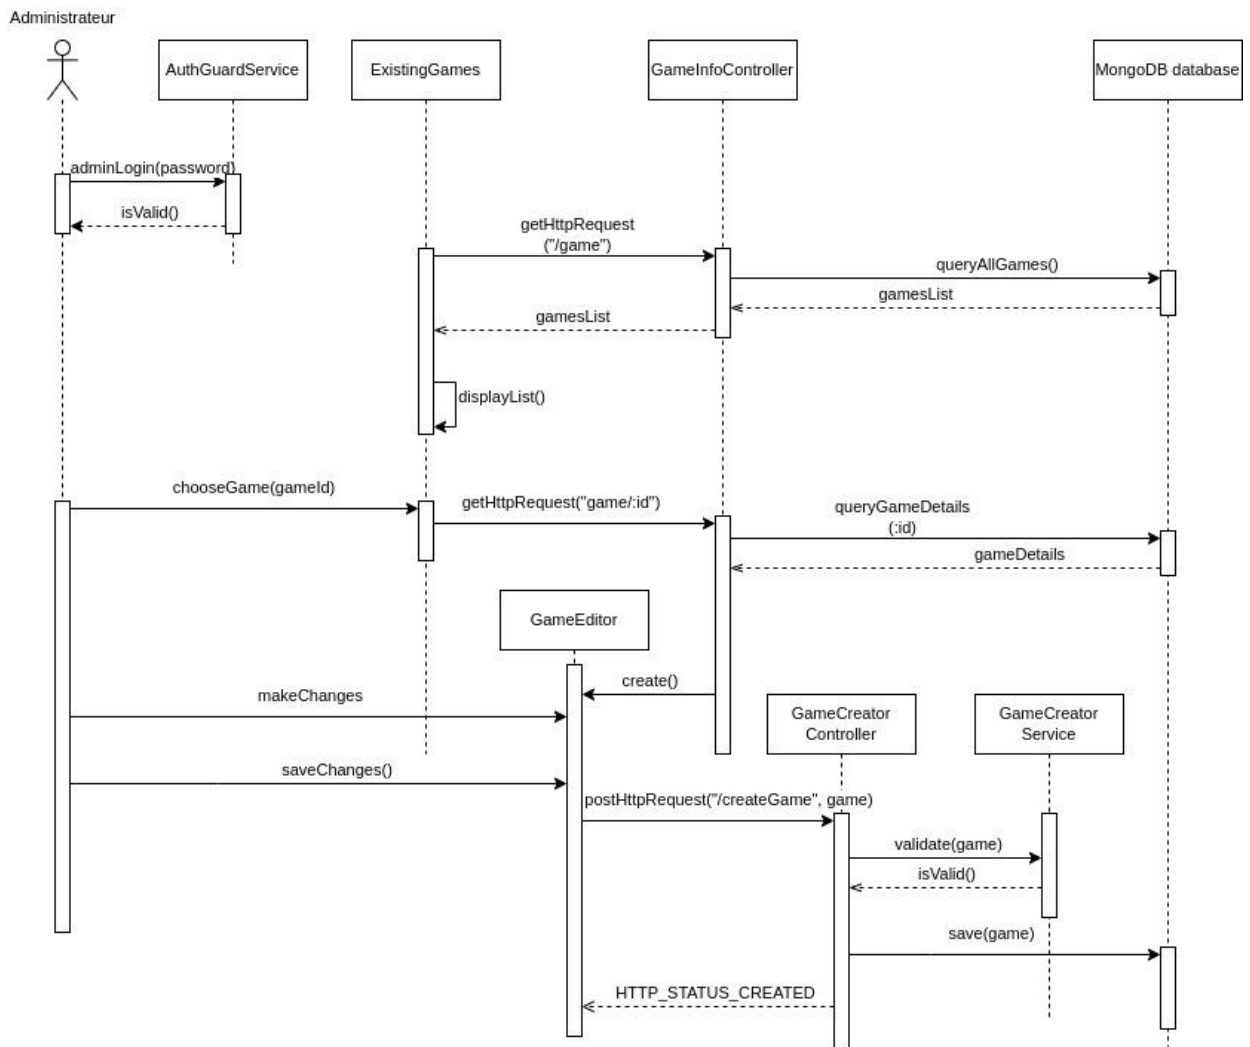 Administrateur
AuthGuardService
ExistingGames
GameInfoController
MongoDB database
adminLogin(password)
isValid()
getHttpRequest
("/game")
queryAllGames()
gamesList
gamesList
displayList()
chooseGame(gameId)
getHttpRequest("game/:id")
queryGameDetails
(:id)
gameDetails
GameEditor
create()
makeChanges
GameCreator
Controller
GameCreator
Service
saveChanges()
postHttpRequest("/createGame", game)
validate(game)
isValid()
save(game)
HTTP_STATUS_CREATED